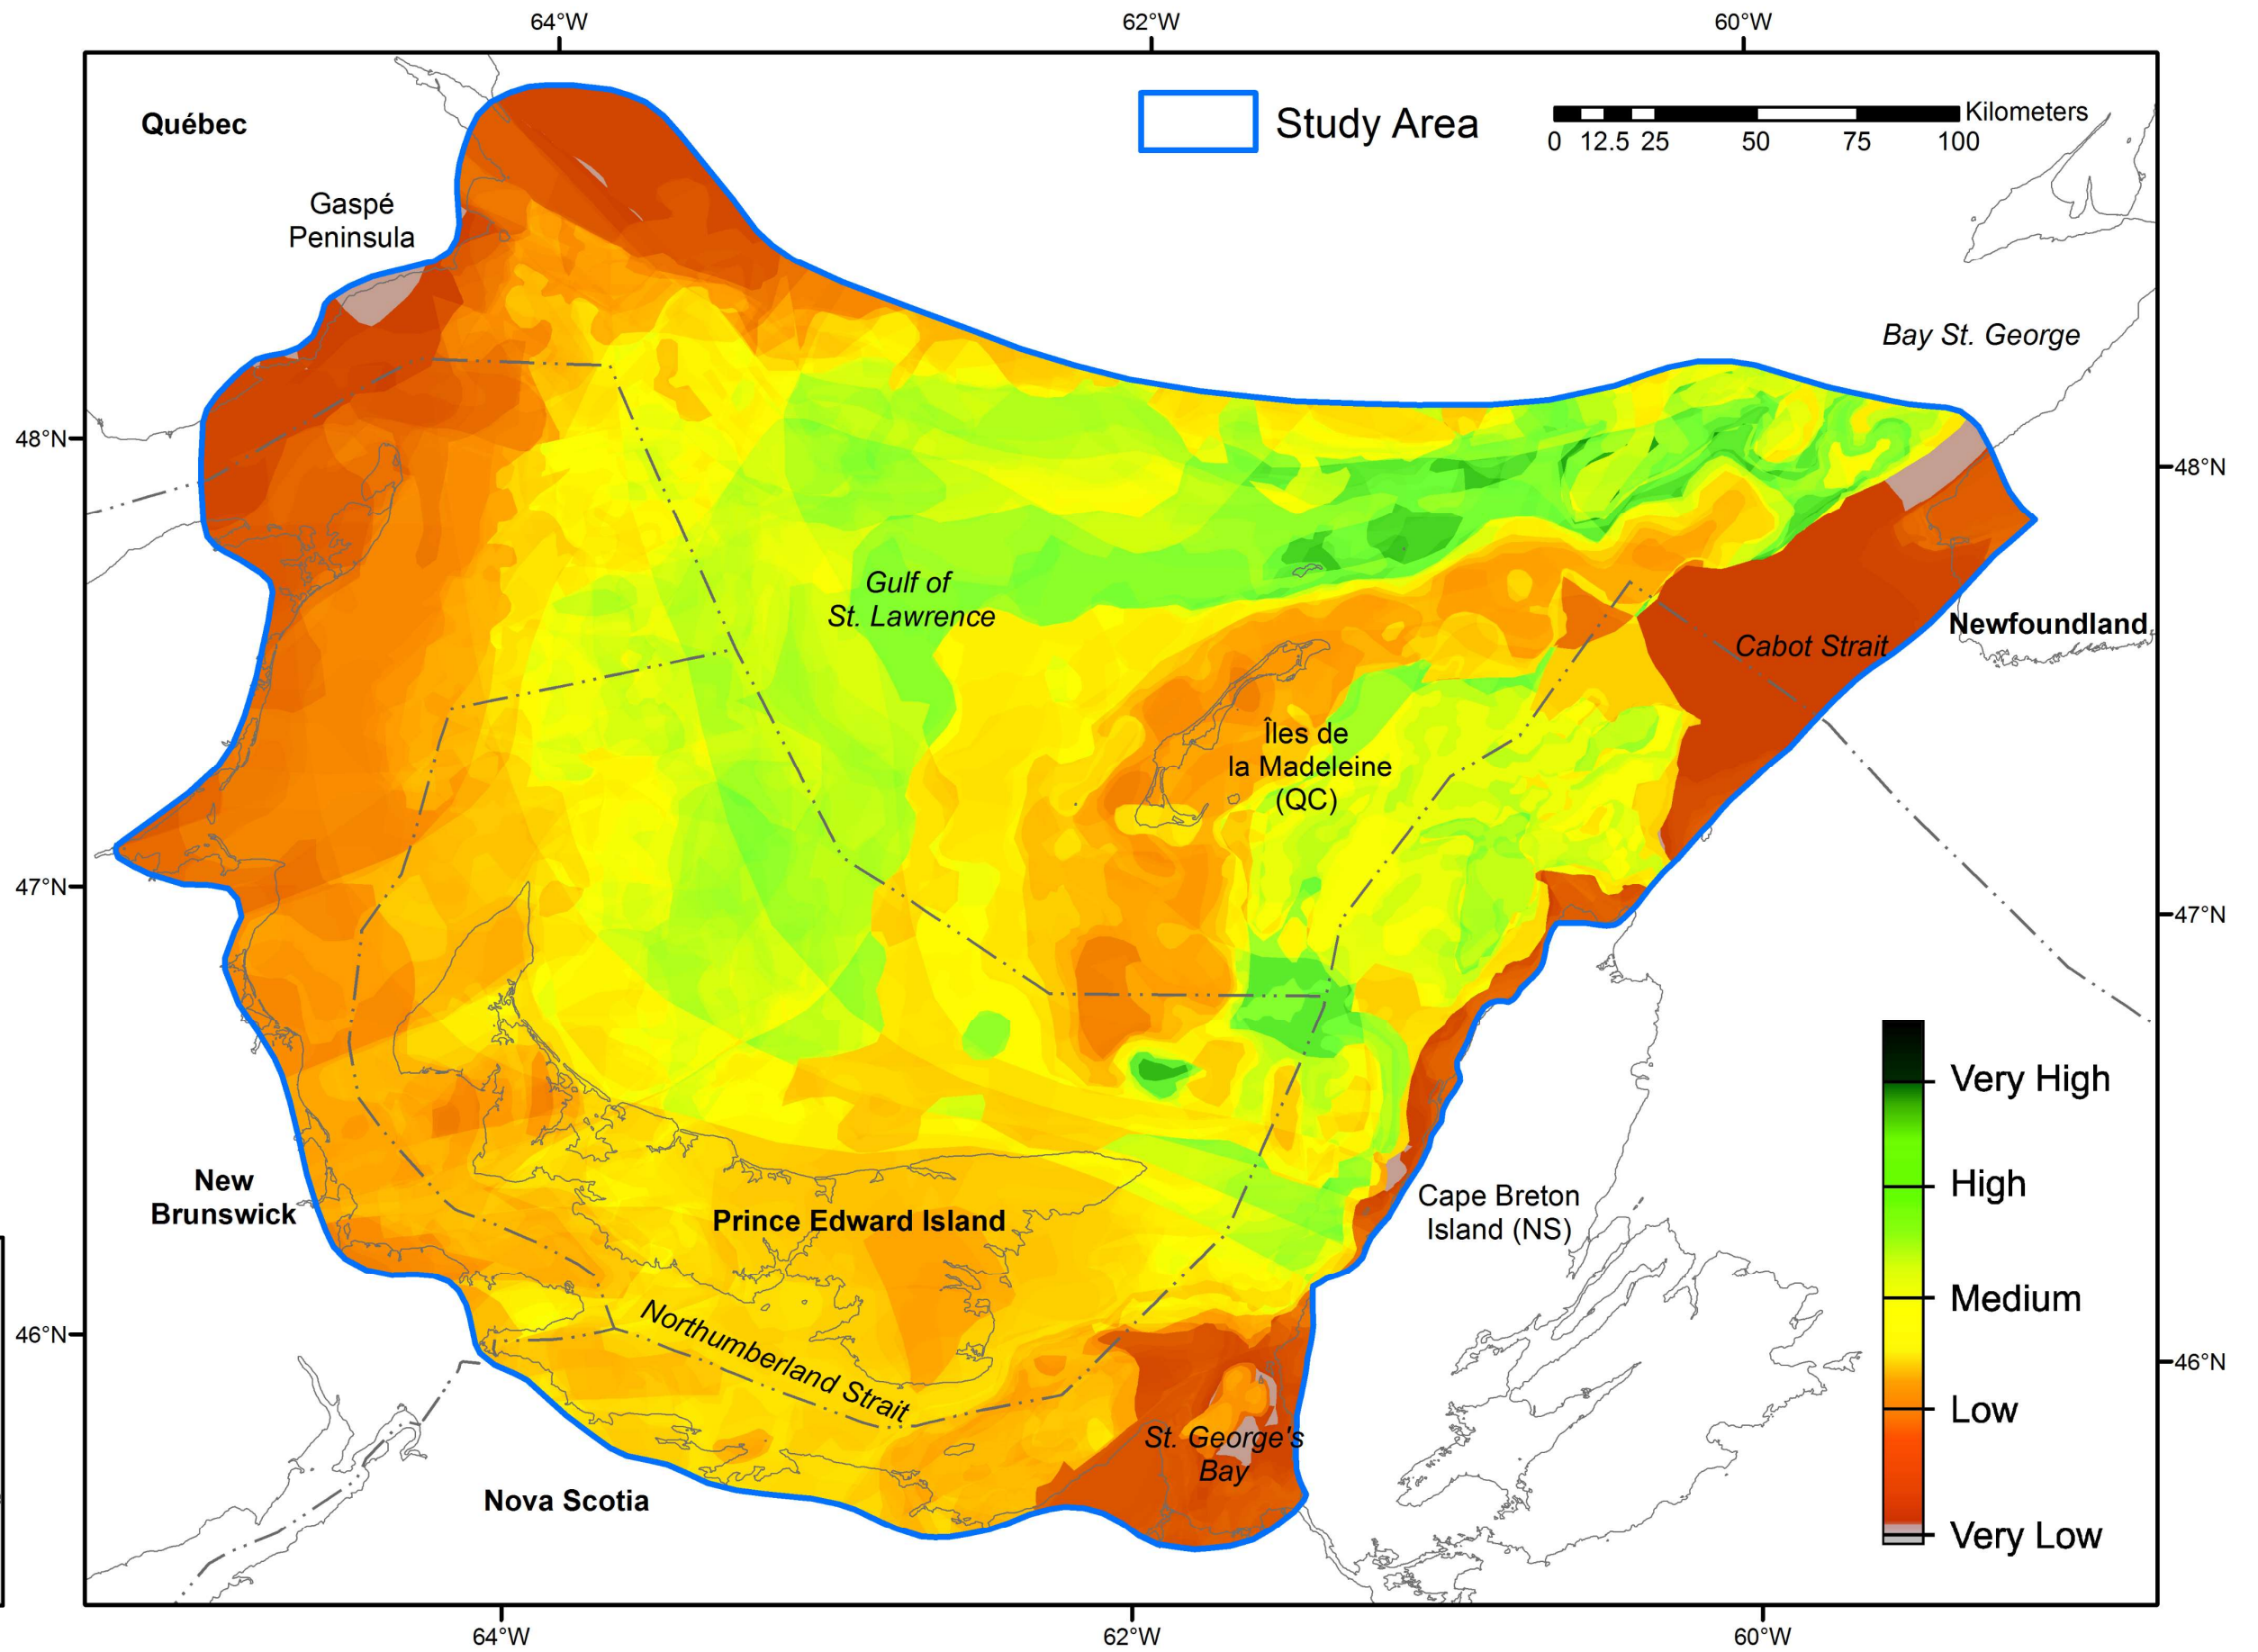 64°W
62°W
60°W
Québec
Study Area
Kilometers
0 12.5 25 50 75 100
Gaspé
Peninsula
Bay St. George
48°N
48°N
Gulf of
St. Lawrence
Newfoundland
Cabot Strait
Îles de
la Madeleine
(QC)
47°N
47°N
Very High
High
Medium
Low
Very Low
New
Brunswick
Prince Edward Island
Cape Breton
Island (NS)
Northumberland Strait
46°N
46°N
St. George's
Bay
Nova Scotia
64°W
62°W
60°W